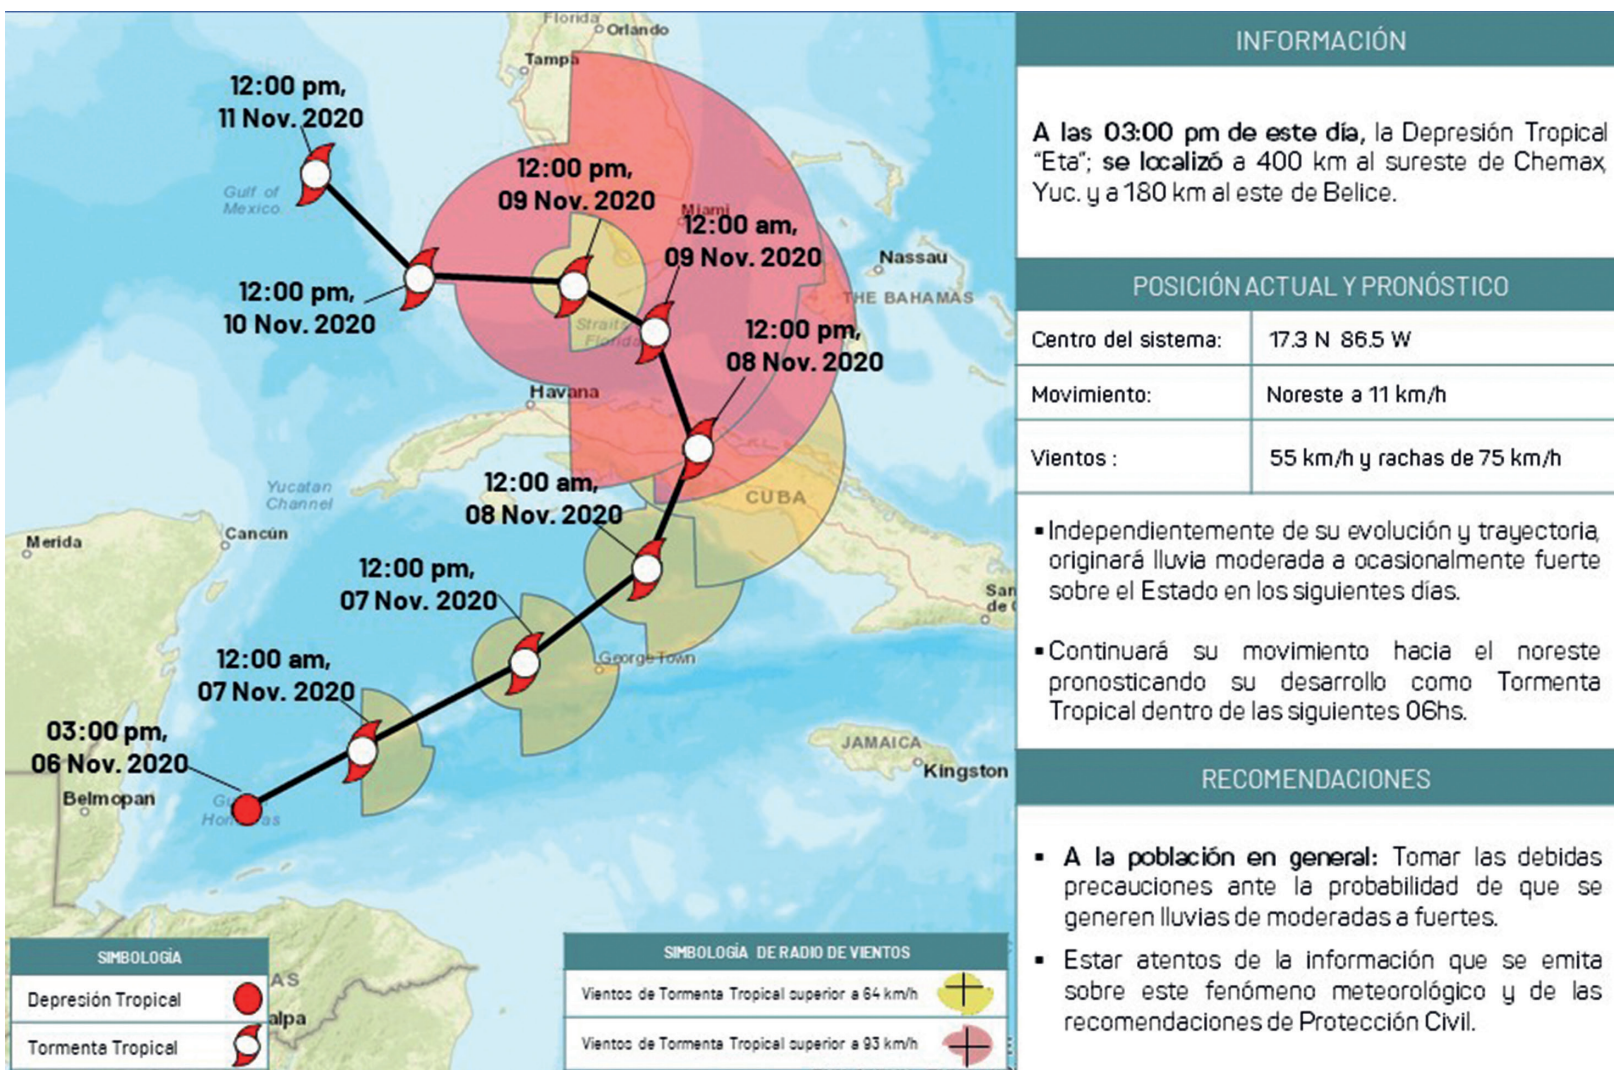 Florida
Orlando
Tampa
12:00 pm,
11 Nov. 2020
12:00 pm,
09 Nov. 2020
Gulf of
Mexico
Miami
12:00 am,
09 Nov. 2020
Nassau
THE BAHAMAS
12:00 pm,
10 Nov. 2020
Straits
Florida
12:00 pm,
08 Nov. 2020
Havana
12:00 am,
08 Nov. 2020
CUBA
Yucatan
Channel
Merida
Cancún
12:00 pm,
07 Nov. 2020
George Town
12:00 am,
07 Nov. 2020
03:00 pm,
06 Nov. 2020
JAMAICA
Kingston
Belmopan
San
de
AS
alpa
SIMBOLOGÍA
Depresión Tropical
Tormenta Tropical
SIMBOLOGÍA DE RADIO DE VIENTOS
Vientos de Tormenta Tropical superior a 64 km/h
Vientos de Tormenta Tropical superior a 93 km/h
INFORMACIÓN
A las 03:00 pm de este día, la Depresión Tropical
“Eta”; se localizó a 400 km al sureste de Chemax,
Yuc. y a 180 km al este de Belice.
POSICIÓN ACTUAL Y PRONÓSTICO
Centro del sistema: 17.3 N 86.5 W
Movimiento: Noreste a 11 km/h
Vientos : 55 km/h y rachas de 75 km/h
▪Independientemente de su evolución y trayectoria,
originará lluvia moderada a ocasionalmente fuerte
sobre el Estado en los siguientes días.
▪Continuará su movimiento hacia el noreste
pronosticando su desarrollo como Tormenta
Tropical dentro de las siguientes 06hs.
RECOMENDACIONES
▪ A la población en general: Tomar las debidas
precauciones ante la probabilidad de que se
generen lluvias de moderadas a fuertes.
▪ Estar atentos de la información que se emita
sobre este fenómeno meteorológico y de las
recomendaciones de Protección Civil.